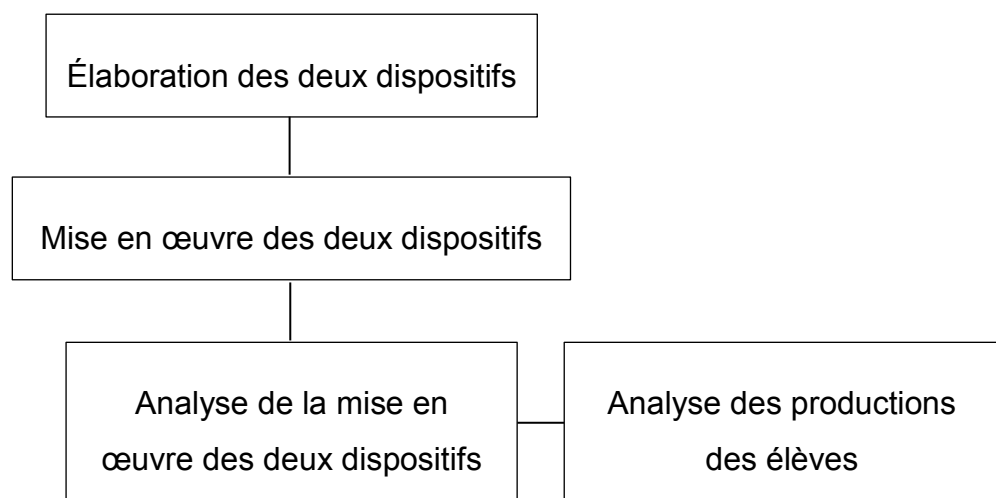 Élaboration des deux dispositifs
Mise en œuvre des deux dispositifs
Analyse de la mise en
œuvre des deux dispositifs
Analyse des productions
des élèves